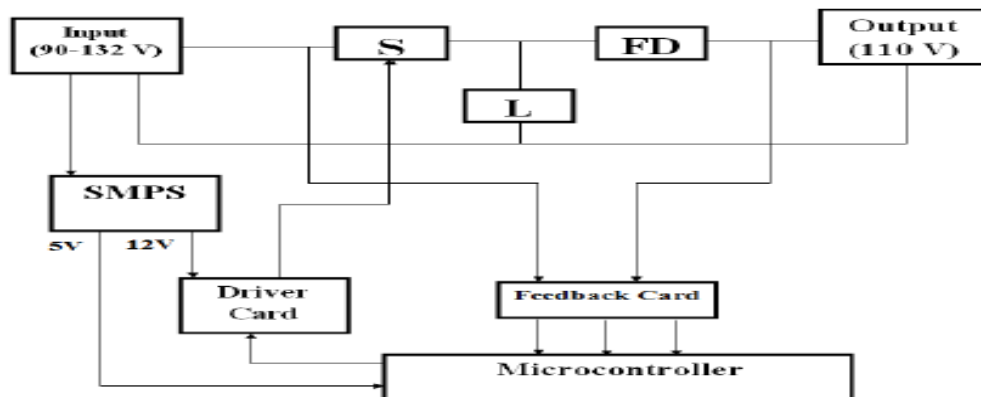 Input
(90-132 V)
S
FD
Output
(110 V)
L
SMPS
5V
12V
Driver
Card
Feedback Card
Microcontroller